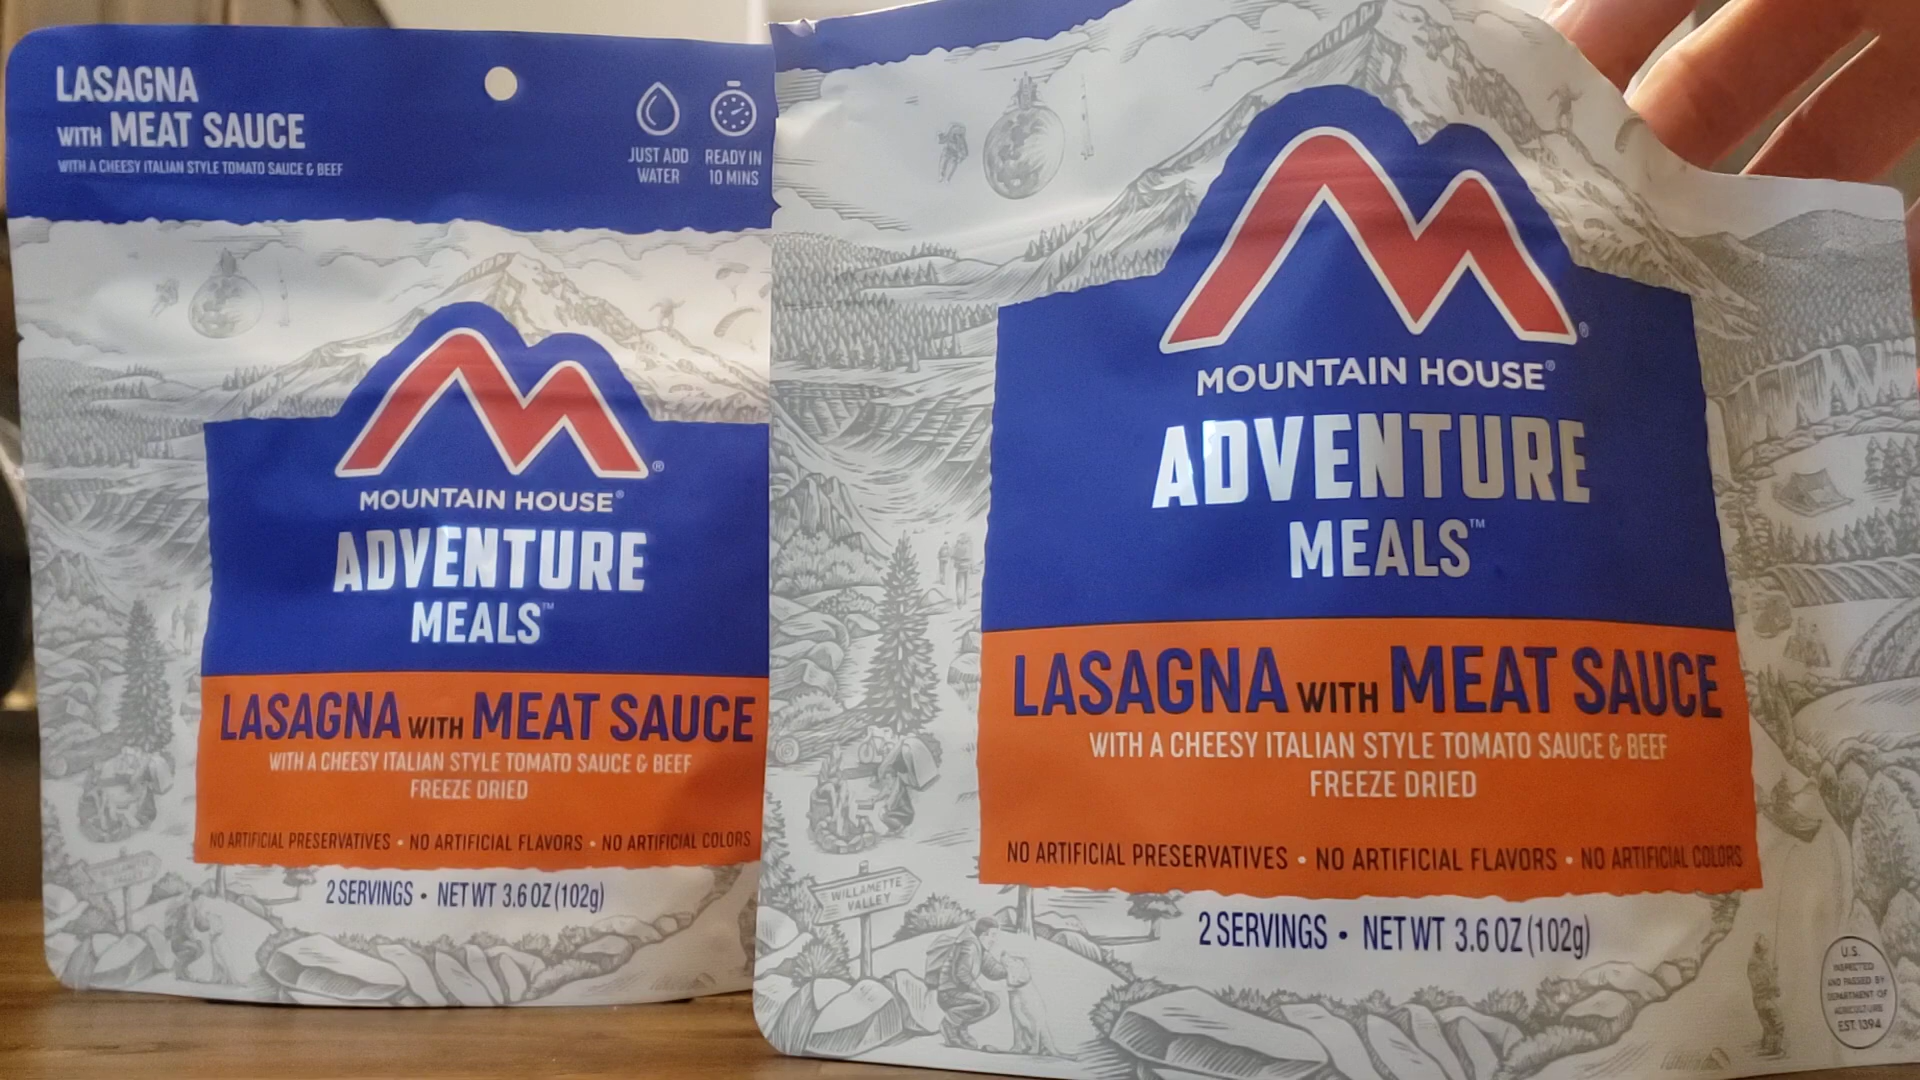 LASAGNA
WITH MEAT SAUCE
WITH A CHEESY ITALIAN STYLE TOMATO SAUCE & BEEF
JUST ADD
WATER
READY IN
10 MINS
MOUNTAIN HOUSE®
ADVENTURE
MEALS™
LASAGNA WITH MEAT SAUCE
WITH A CHEESY ITALIAN STYLE TOMATO SAUCE & BEEF
FREEZE DRIED
NO ARTIFICIAL PRESERVATIVES • NO ARTIFICIAL FLAVORS • NO ARTIFICIAL COLORS
2 SERVINGS • NET WT 3.6 OZ (102g)
®
MOUNTAIN HOUSE®
ADVENTURE
MEALS™
LASAGNA WITH MEAT SAUCE
WITH A CHEESY ITALIAN STYLE TOMATO SAUCE & BEEF
FREEZE DRIED
NO ARTIFICIAL PRESERVATIVES • NO ARTIFICIAL FLAVORS • NO ARTIFICIAL COLORS
WILLAMETTE
VALLEY
2 SERVINGS • NET WT 3.6 OZ (102g)
U.S.
INSPECTED
AND PASSED BY
DEPARTMENT OF
AGRICULTURE
EST. 1394